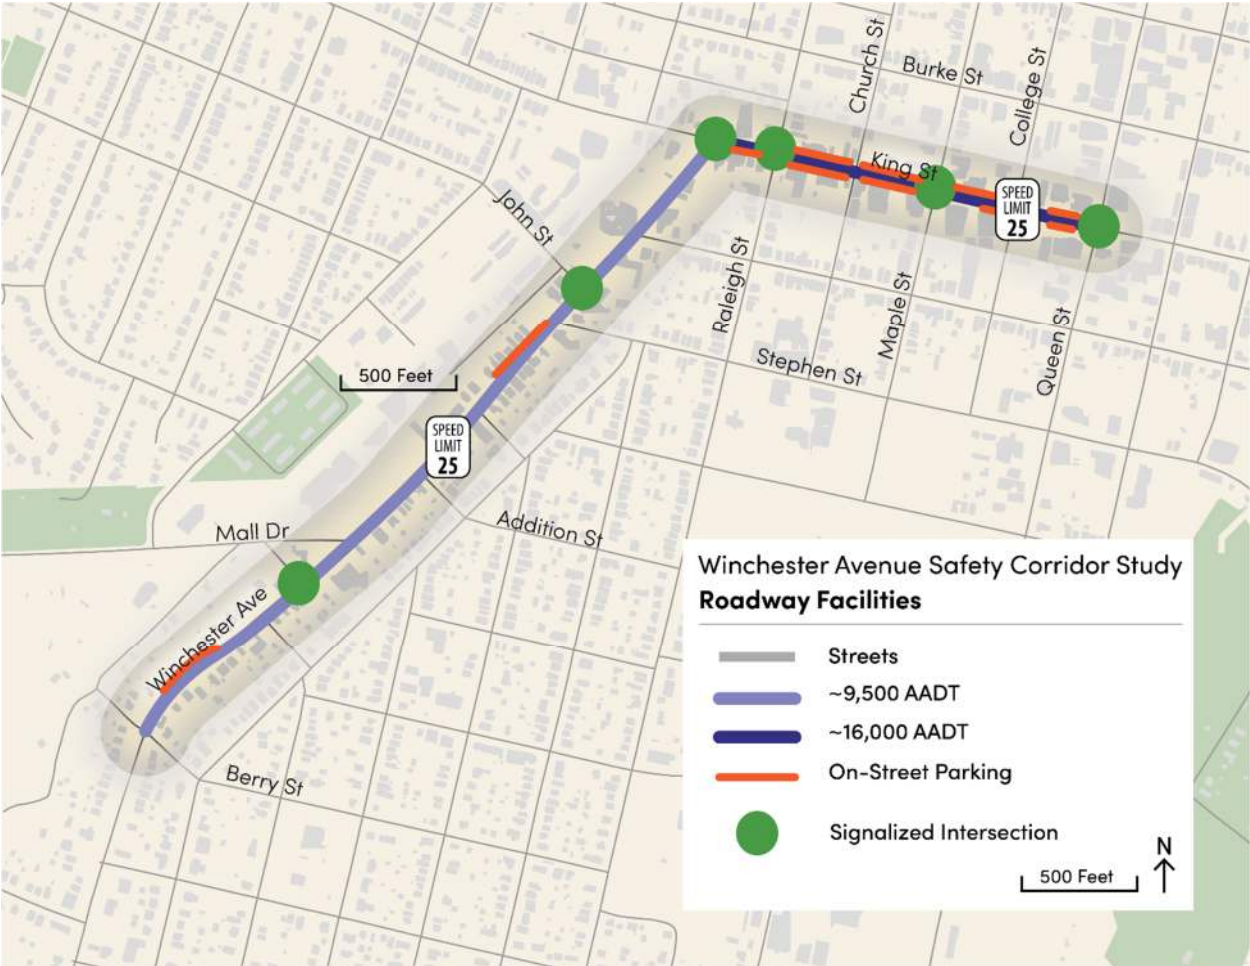 Church St
Burke St
College St
King St
SPEED
LIMIT
25
John St
Raleigh St
Maple St
Queen St
Stephen St
500 Feet
SPEED
LIMIT
25
Mall Dr
Addition St
Winchester Ave
Berry St
Winchester Avenue Safety Corridor Study
Roadway Facilities
Streets
~9,500 AADT
~16,000 AADT
On-Street Parking
Signalized Intersection
500 Feet
N